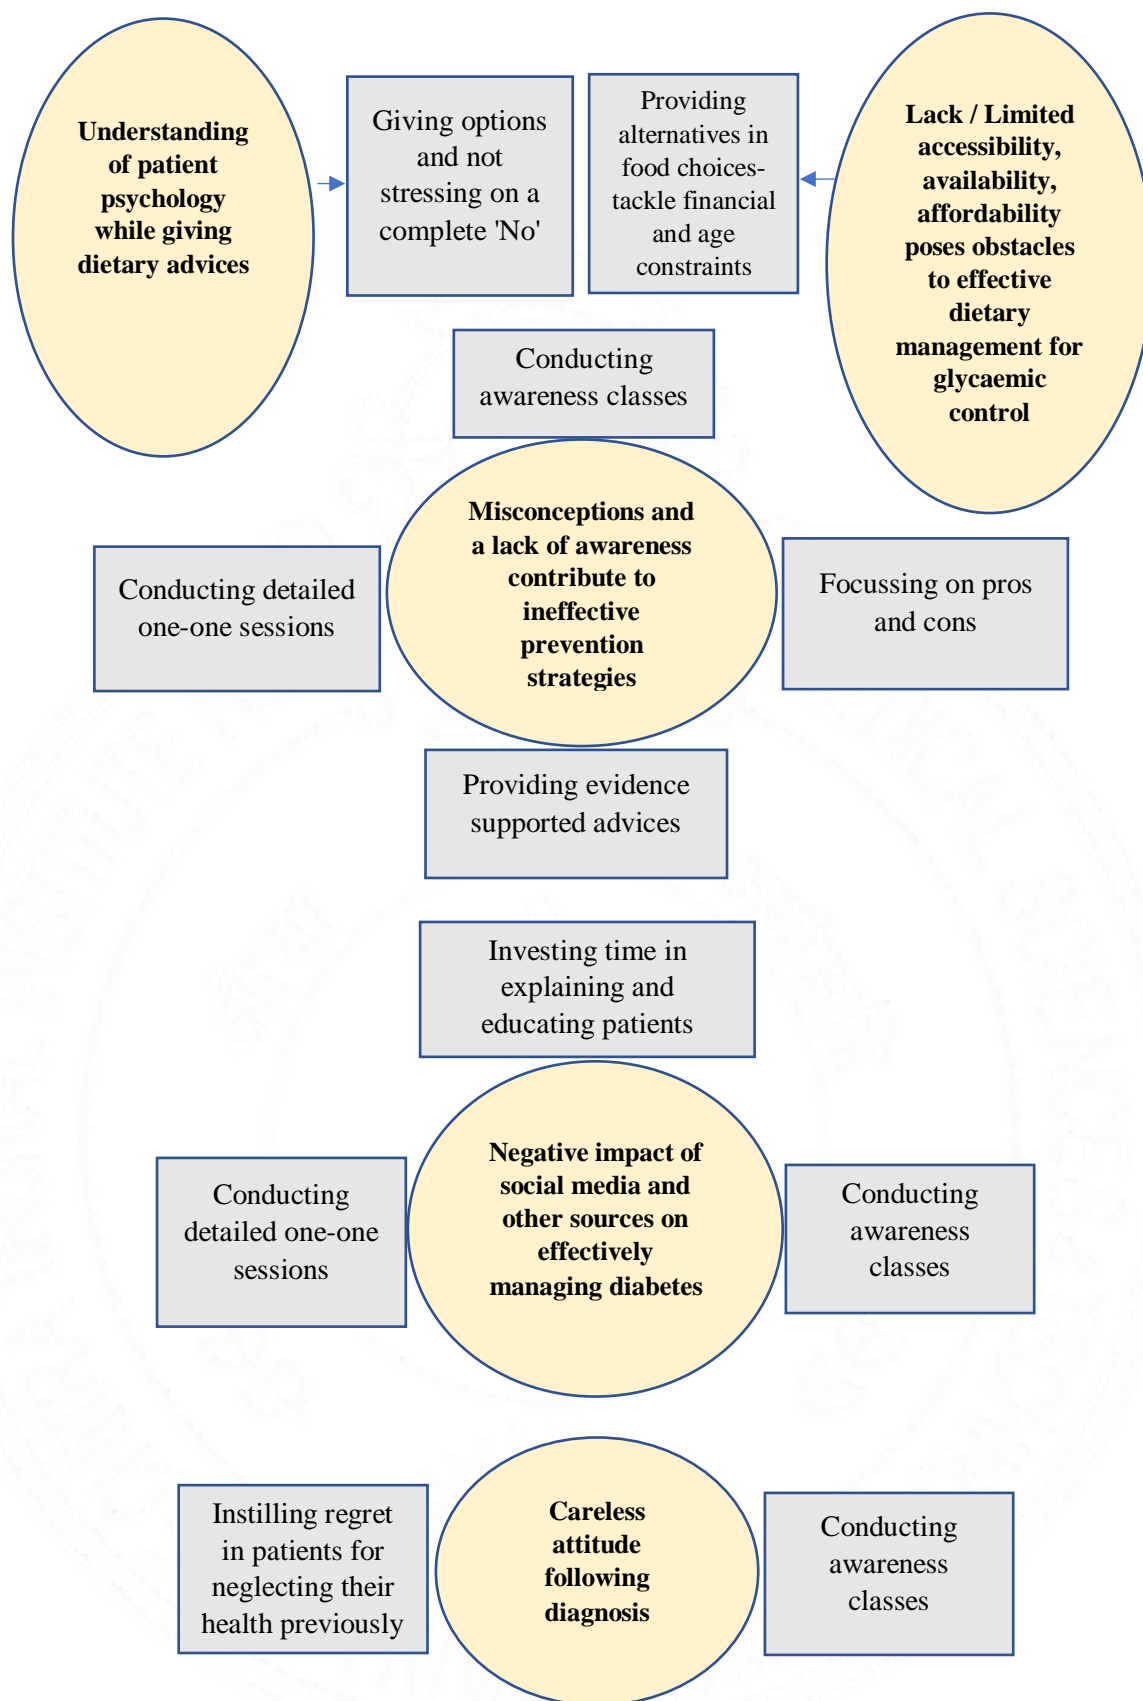 Understanding
of patient
psychology
while giving
dietary advices
Giving options
and not
stressing on a
complete 'No'
Providing
alternatives in
food choices-
tackle financial
and age
constraints
Lack / Limited
accessibility,
availability,
affordability
poses obstacles
to effective
dietary
management for
glycaemic
control
Conducting
awareness classes
Misconceptions and
a lack of awareness
contribute to
ineffective
prevention
strategies
Conducting detailed
one-one sessions
Focussing on pros
and cons
Providing evidence
supported advices
Investing time in
explaining and
educating patients
Negative impact of
social media and
other sources on
effectively
managing diabetes
Conducting
detailed one-one
sessions
Conducting
awareness
classes
Careless
attitude
following
diagnosis
Instilling regret
in patients for
neglecting their
health previously
Conducting
awareness
classes